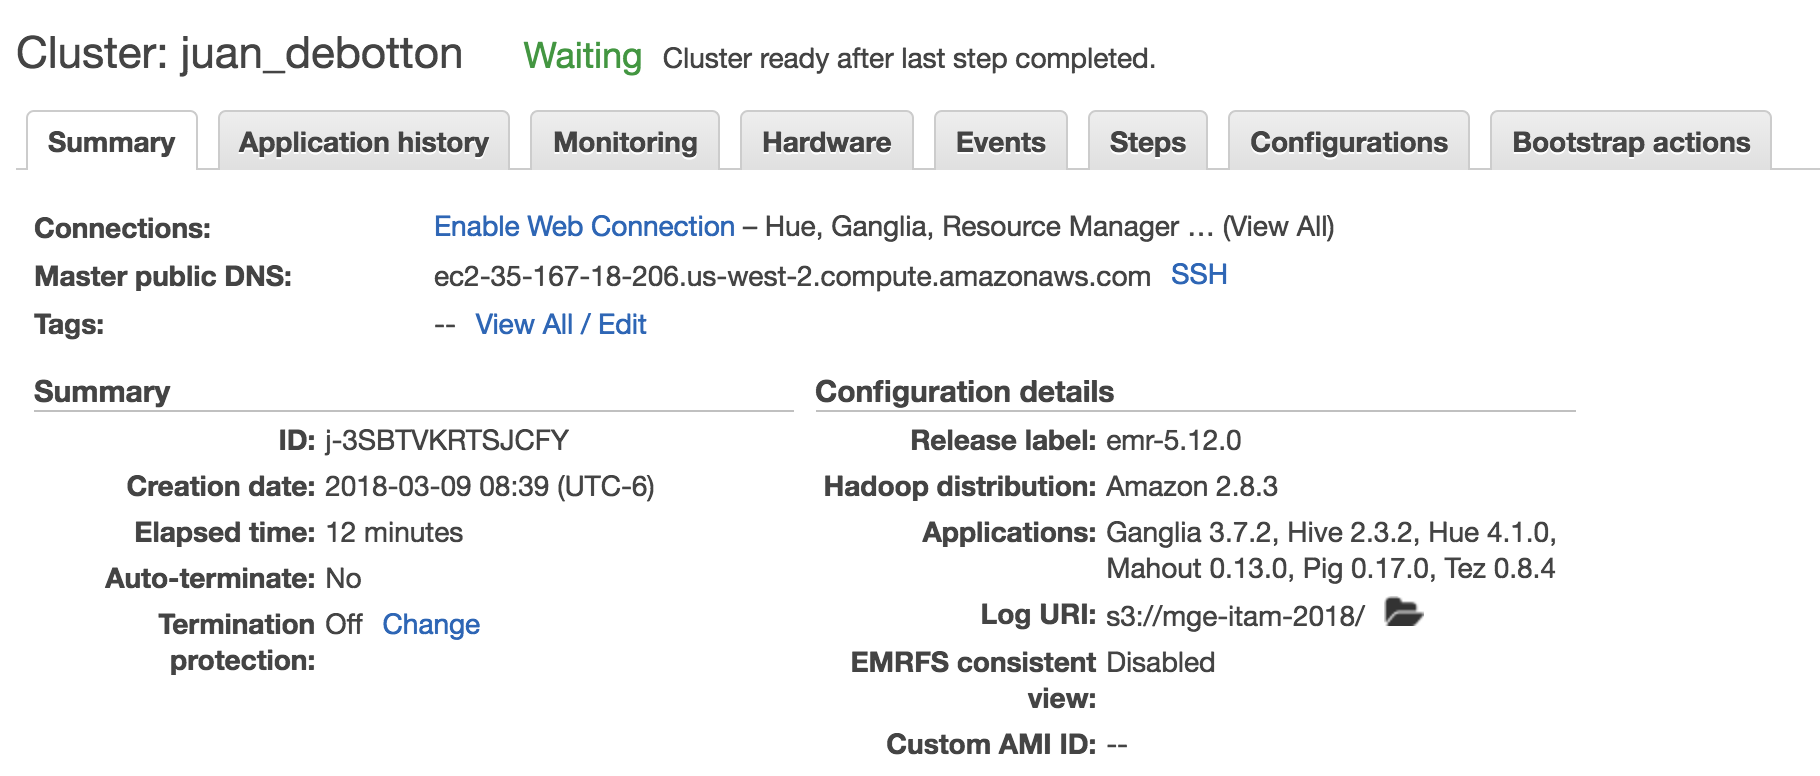 Cluster: juan_debotton Waiting Cluster ready after last step completed.
Summary Application history Monitoring Hardware Events Steps Configurations Bootstrap actions
Connections: Enable Web Connection – Hue, Ganglia, Resource Manager … (View All)
Master public DNS: ec2-35-167-18-206.us-west-2.compute.amazonaws.com SSH
Tags: -- View All / Edit
Summary
ID: j-3SBTVKRTSJCFY
Creation date: 2018-03-09 08:39 (UTC-6)
Elapsed time: 12 minutes
Auto-terminate: No
Termination Off Change
protection:
Configuration details
Release label: emr-5.12.0
Hadoop distribution: Amazon 2.8.3
Applications: Ganglia 3.7.2, Hive 2.3.2, Hue 4.1.0,
Mahout 0.13.0, Pig 0.17.0, Tez 0.8.4
Log URI: s3://mge-itam-2018/
EMRFS consistent Disabled
view:
Custom AMI ID: --